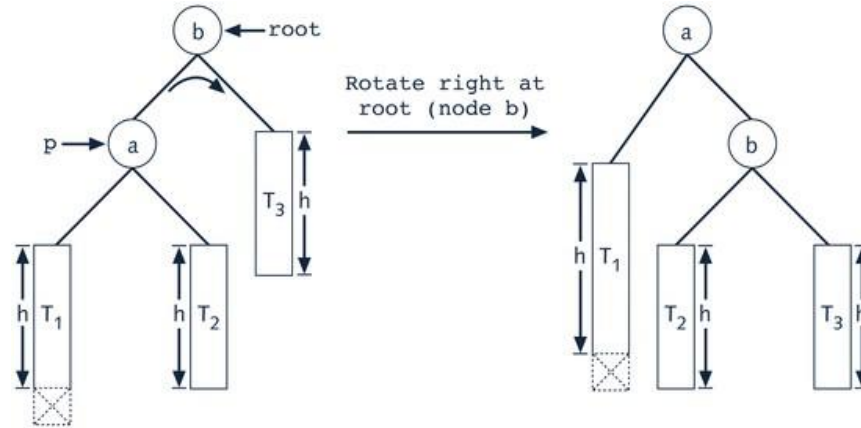 b
root
a
Rotate right at
root (node b)
p
a
b
T3
h
h
T1
h
T2
h
T1
T2
h
T3
h